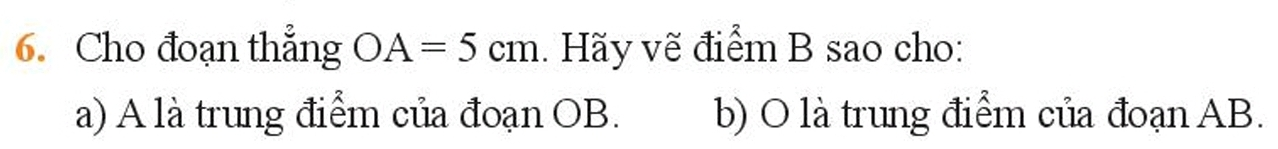 6. Cho đoạn thẳng OA = 5 cm. Hãy vẽ điểm B sao cho:
a) A là trung điểm của đoạn OB. b) O là trung điểm của đoạn AB.